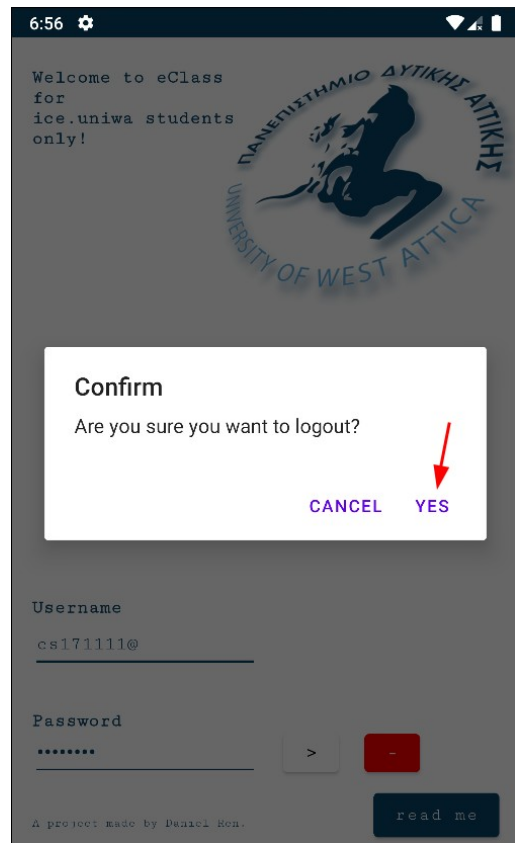 6:56
Welcome to eClass
for
ice.uniwa students
only!
ΠΑΝΕΠΙΣΤΗΜΙΟ ΔΥΤΙΚΗΣ ΑΤΤΙΚΗΣ
UNIVERSITY OF WEST ATTICA
Confirm
Are you sure you want to logout?
CANCEL YES
Username
cs171111@
Password
••••••••
> -
read me
A project made by Daniel